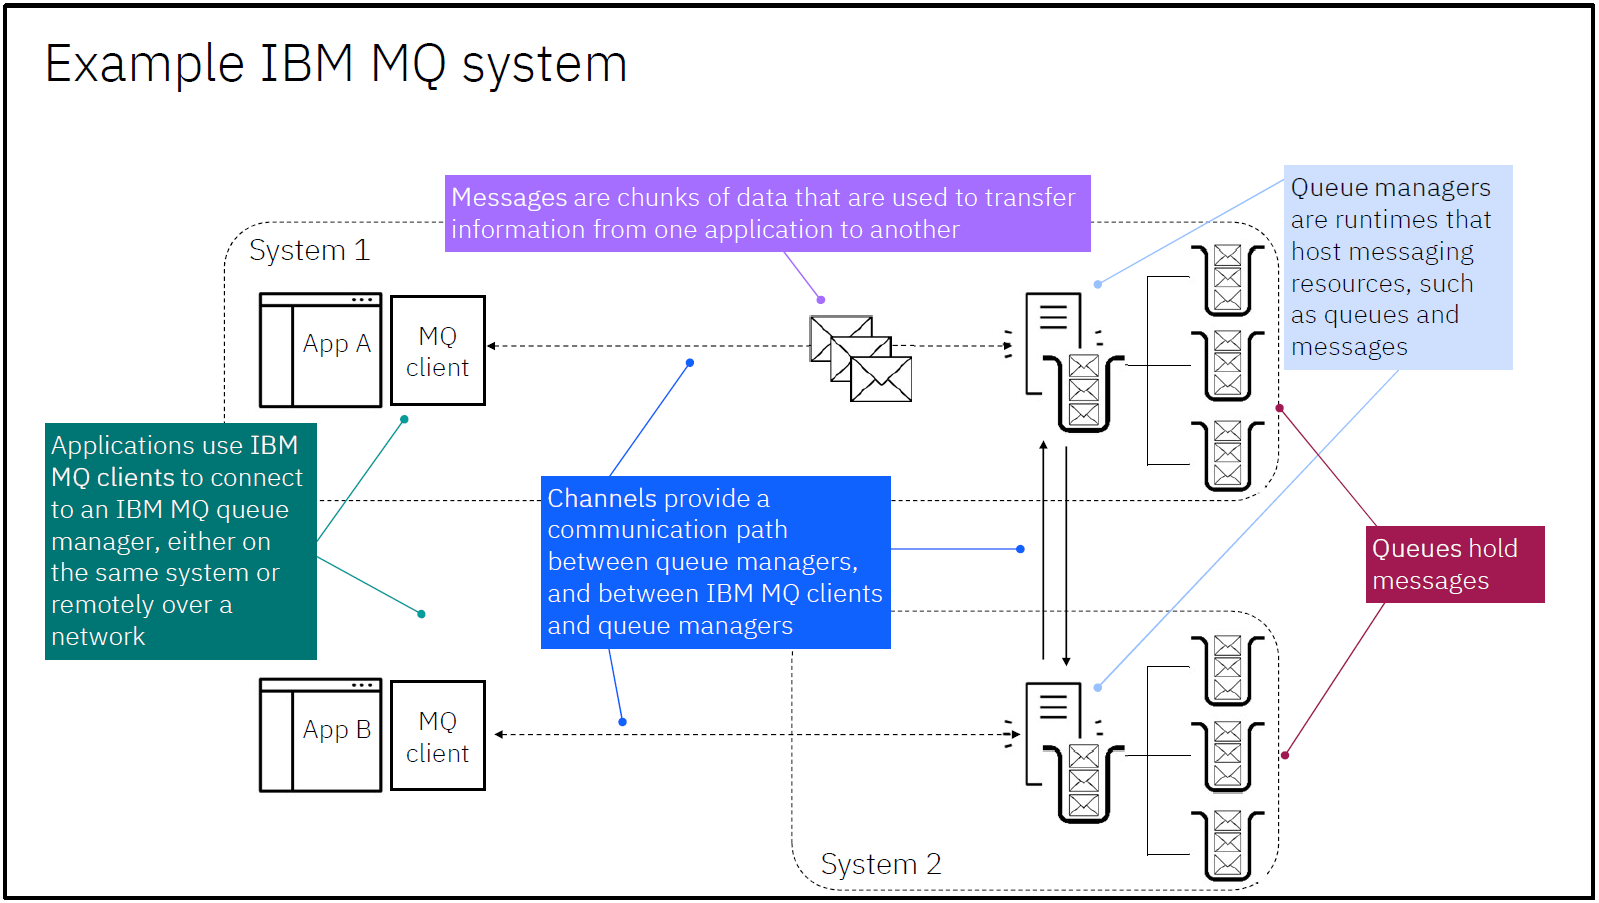 Example IBM MQ system
Messages are chunks of data that are used to transfer
information from one application to another
Queue managers
are runtimes that
host messaging
resources, such
as queues and
messages
System 1
App A
MQ
client
Applications use IBM
MQ clients to connect
to an IBM MQ queue
manager, either on
the same system or
remotely over a
network
Channels provide a
communication path
between queue managers,
and between IBM MQ clients
and queue managers
Queues hold
messages
App B
MQ
client
System 2